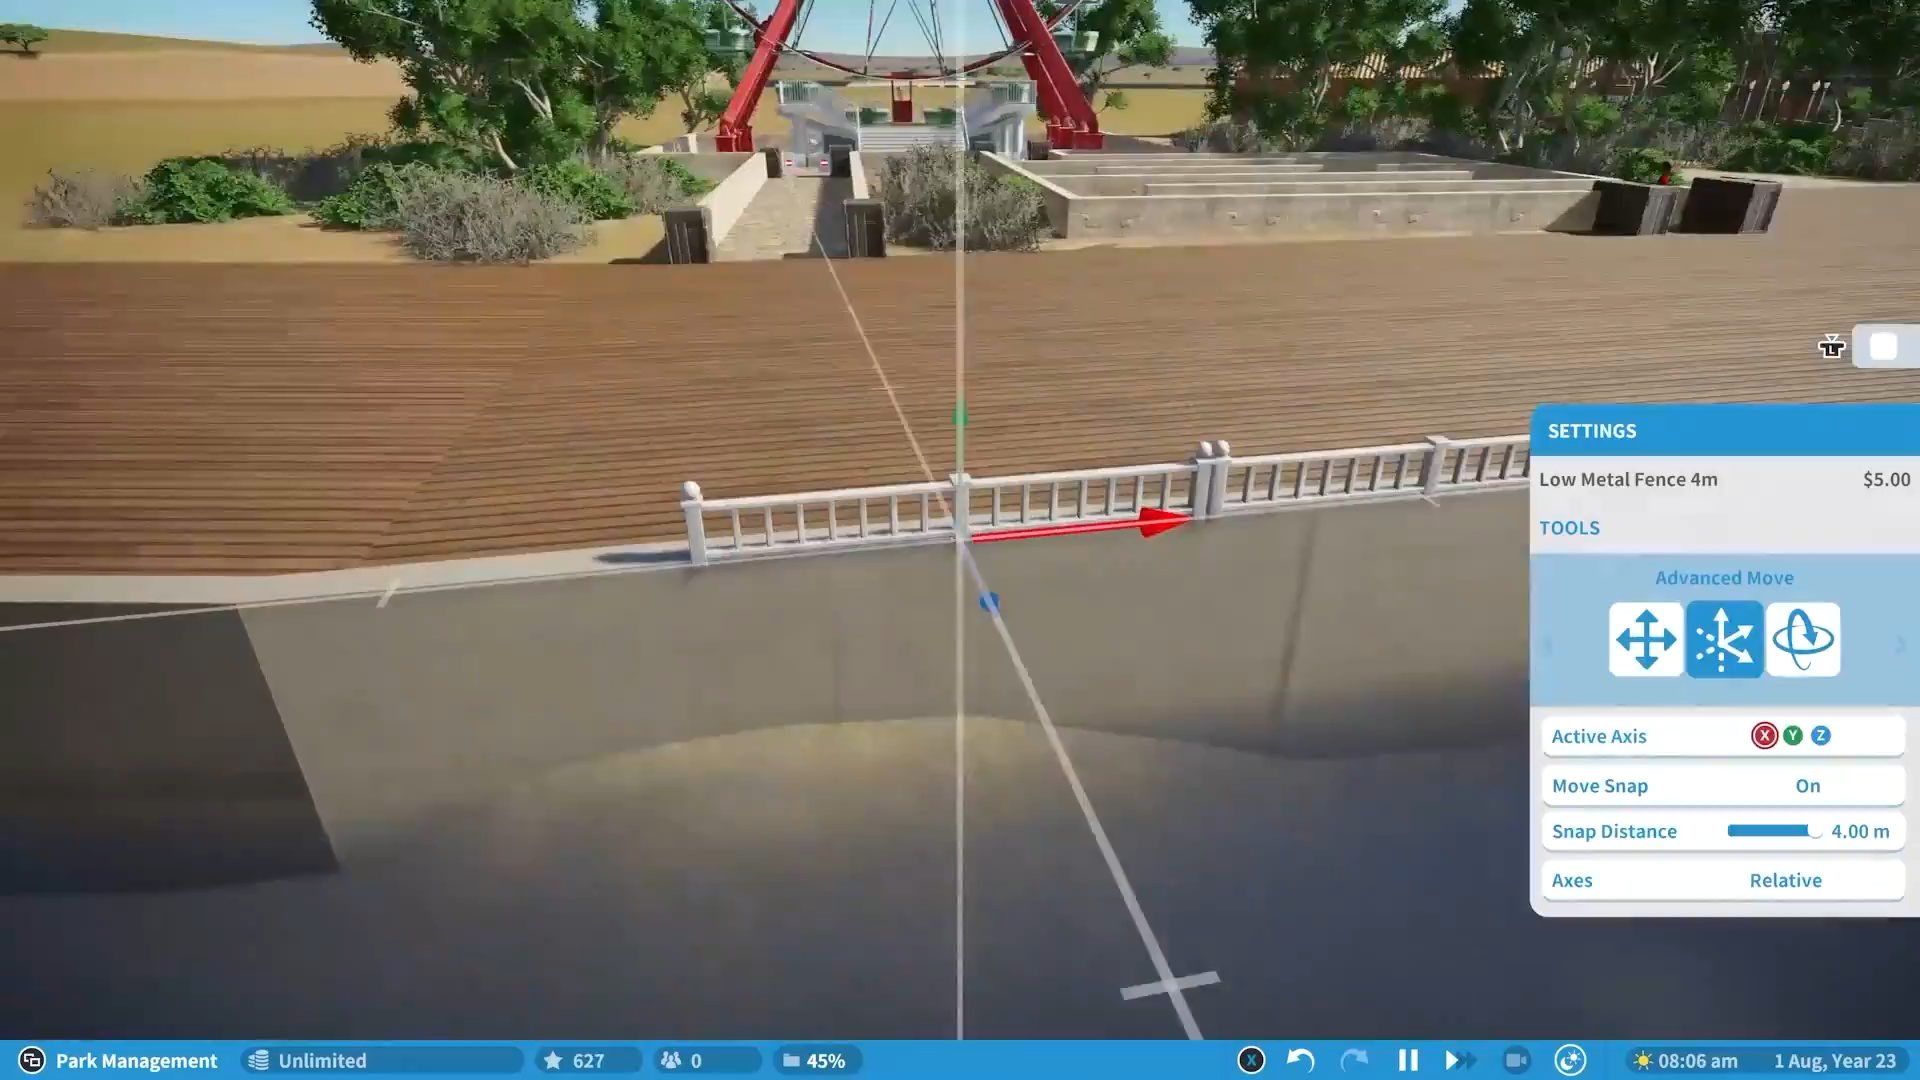 L
SETTINGS
Low Metal Fence 4m $5.00
TOOLS
Advanced Move
Active Axis X Y Z
Move Snap On
Snap Distance 4.00 m
Axes Relative
Park Management Unlimited 627 0 45% X 08:06 am 1 Aug, Year 23